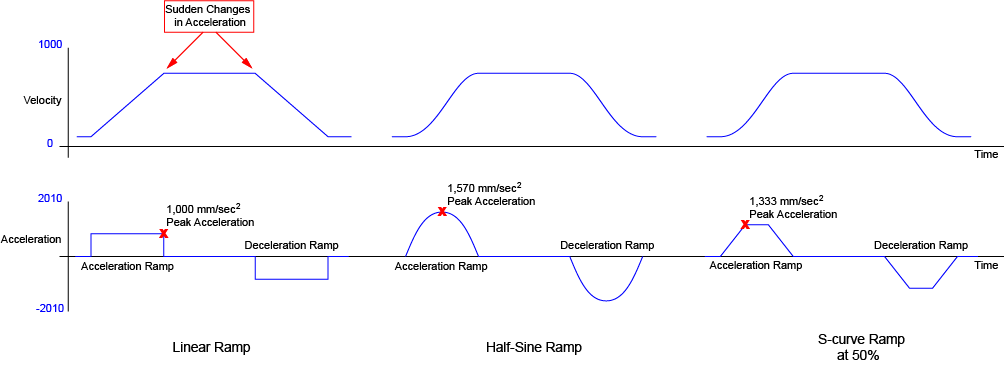 Sudden Changes
in Acceleration
1000
Velocity
0
Time
2010
1,000 mm/sec2
Peak Acceleration
1,570 mm/sec2
Peak Acceleration
1,333 mm/sec2
Peak Acceleration
Acceleration
Deceleration Ramp
Deceleration Ramp
Deceleration Ramp
Acceleration Ramp
Acceleration Ramp
Acceleration Ramp
Time
-2010
Linear Ramp
Half-Sine Ramp
S-curve Ramp
at 50%